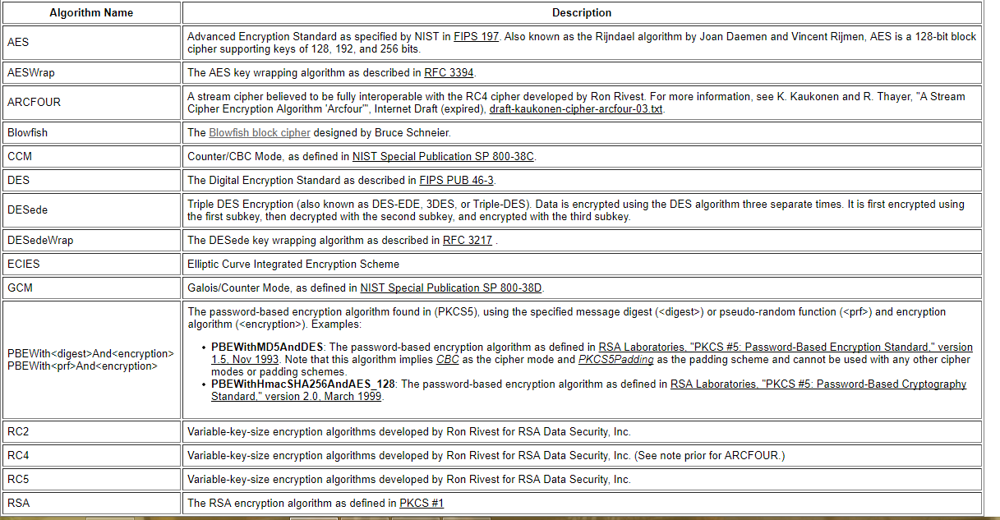 Algorithm Name Description
AES
Advanced Encryption Standard as specified by NIST in FIPS 197. Also known as the Rijndael algorithm by Joan Daemen and Vincent Rijmen, AES is a 128-bit block
cipher supporting keys of 128, 192, and 256 bits.
AESWrap The AES key wrapping algorithm as described in RFC 3394.
ARCFOUR
A stream cipher believed to be fully interoperable with the RC4 cipher developed by Ron Rivest. For more information, see K. Kaukonen and R. Thayer, "A Stream
Cipher Encryption Algorithm 'Arcfour'", Internet Draft (expired), draft-kaukonen-cipher-arcfour-03.txt.
Blowfish The Blowfish block cipher designed by Bruce Schneier.
CCM Counter/CBC Mode, as defined in NIST Special Publication SP 800-38C.
DES The Digital Encryption Standard as described in FIPS PUB 46-3.
DESede
Triple DES Encryption (also known as DES-EDE, 3DES, or Triple-DES). Data is encrypted using the DES algorithm three separate times. It is first encrypted using
the first subkey, then decrypted with the second subkey, and encrypted with the third subkey.
DESedeWrap The DESede key wrapping algorithm as described in RFC 3217 .
ECIES Elliptic Curve Integrated Encryption Scheme
GCM Galois/Counter Mode, as defined in NIST Special Publication SP 800-38D.
PBEWith<digest>And<encryption>
PBEWith<prf>And<encryption>
The password-based encryption algorithm found in (PKCS5), using the specified message digest (<digest>) or pseudo-random function (<prf>) and encryption
algorithm (<encryption>). Examples:
• PBEWithMD5AndDES: The password-based encryption algorithm as defined in RSA Laboratories, "PKCS #5: Password-Based Encryption Standard," version
1.5, Nov 1993. Note that this algorithm implies CBC as the cipher mode and PKCS5Padding as the padding scheme and cannot be used with any other cipher
modes or padding schemes.
• PBEWithHmacSHA256AndAES_128: The password-based encryption algorithm as defined in RSA Laboratories, "PKCS #5: Password-Based Cryptography
Standard," version 2.0, March 1999.
RC2 Variable-key-size encryption algorithms developed by Ron Rivest for RSA Data Security, Inc.
RC4 Variable-key-size encryption algorithms developed by Ron Rivest for RSA Data Security, Inc. (See note prior for ARCFOUR.)
RC5 Variable-key-size encryption algorithms developed by Ron Rivest for RSA Data Security, Inc.
RSA The RSA encryption algorithm as defined in PKCS #1